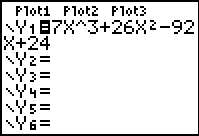 Plot1 Plot2 Plot3
\Y₁=7X^3+26X²-92
X+24
\Y₂=
\Y₃=
\Y₄=
\Y₅=
\Y₆=